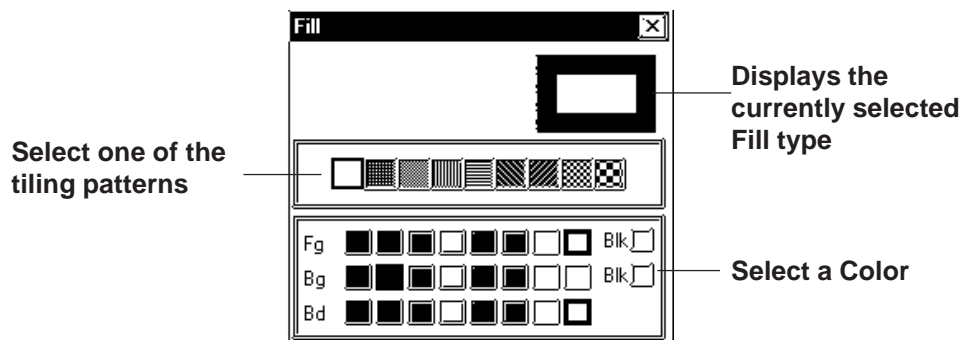 Fill
Displays the
currently selected
Fill type
Select one of the
tiling patterns
Fg Blk
Bg Blk
Select a Color
Bd